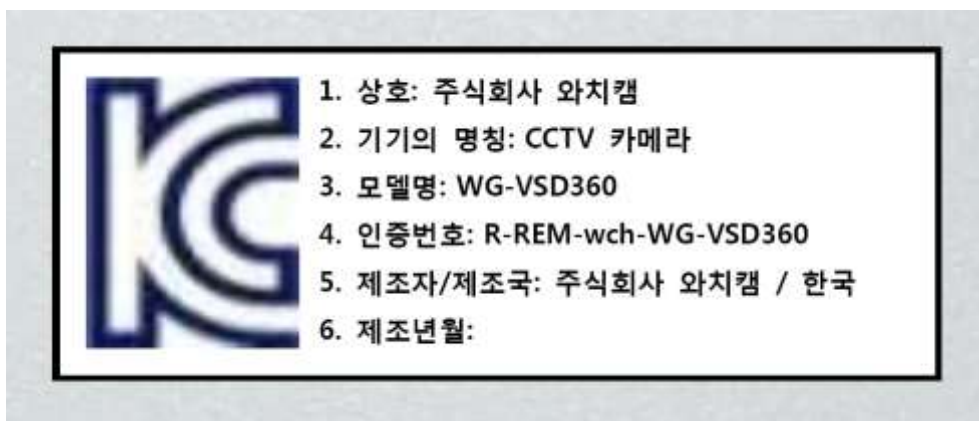 1. 상호: 주식회사 와치캠
2. 기기의 명칭: CCTV 카메라
3. 모델명: WG-VSD360
4. 인증번호: R-REM-wch-WG-VSD360
5. 제조자/제조국: 주식회사 와치캠 / 한국
6. 제조년월: